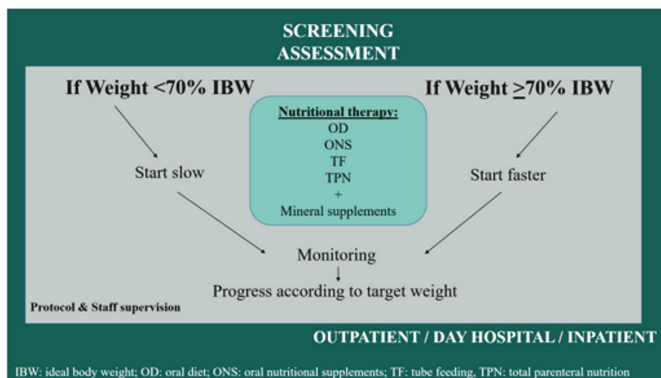 SCREENING
ASSESSMENT
If Weight <70% IBW
If Weight ≥70% IBW
Nutritional therapy:
OD
ONS
TF
TPN
+
Mineral supplements
Start slow
Start faster
Monitoring
Progress according to target weight
Protocol & Staff supervision
OUTPATIENT / DAY HOSPITAL / INPATIENT
IBW: ideal body weight; OD: oral diet; ONS: oral nutritional supplements; TF: tube feeding, TPN: total parenteral nutrition